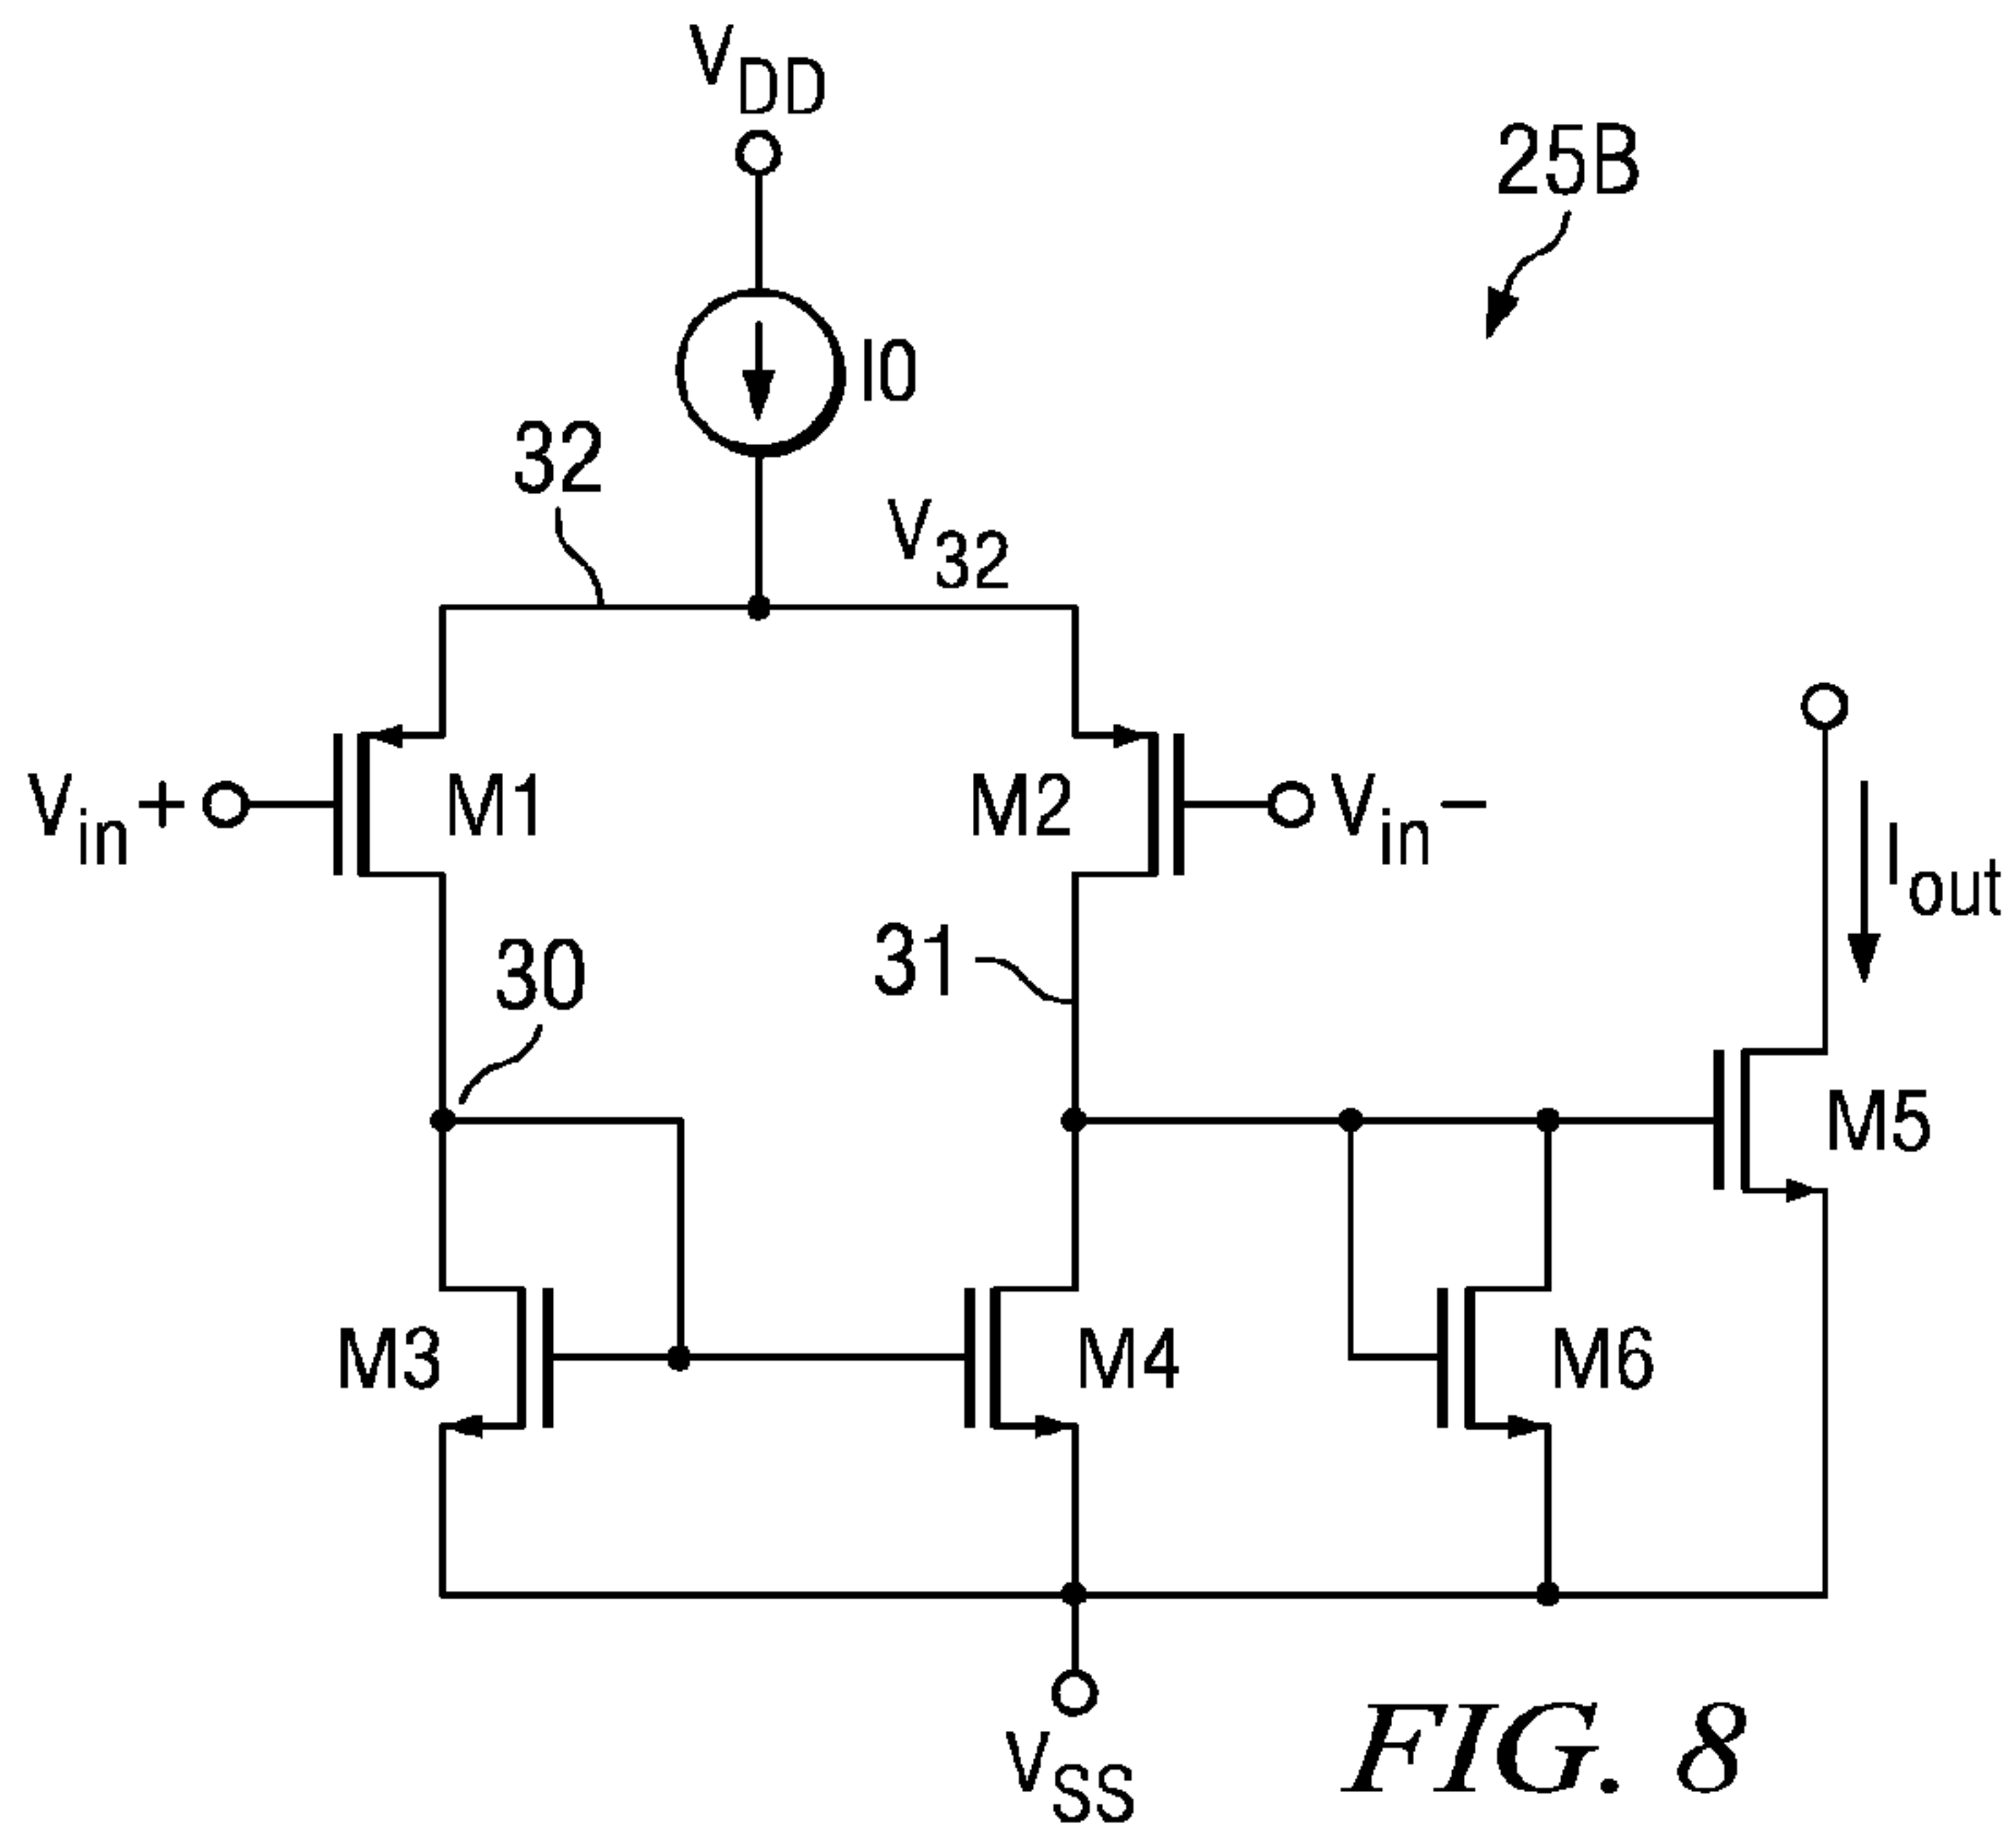 VDD
25B
I0
32
V32
Vin+
M1
M2
Vin−
Iout
30
31
M5
M3
M4
M6
VSS
FIG. 8